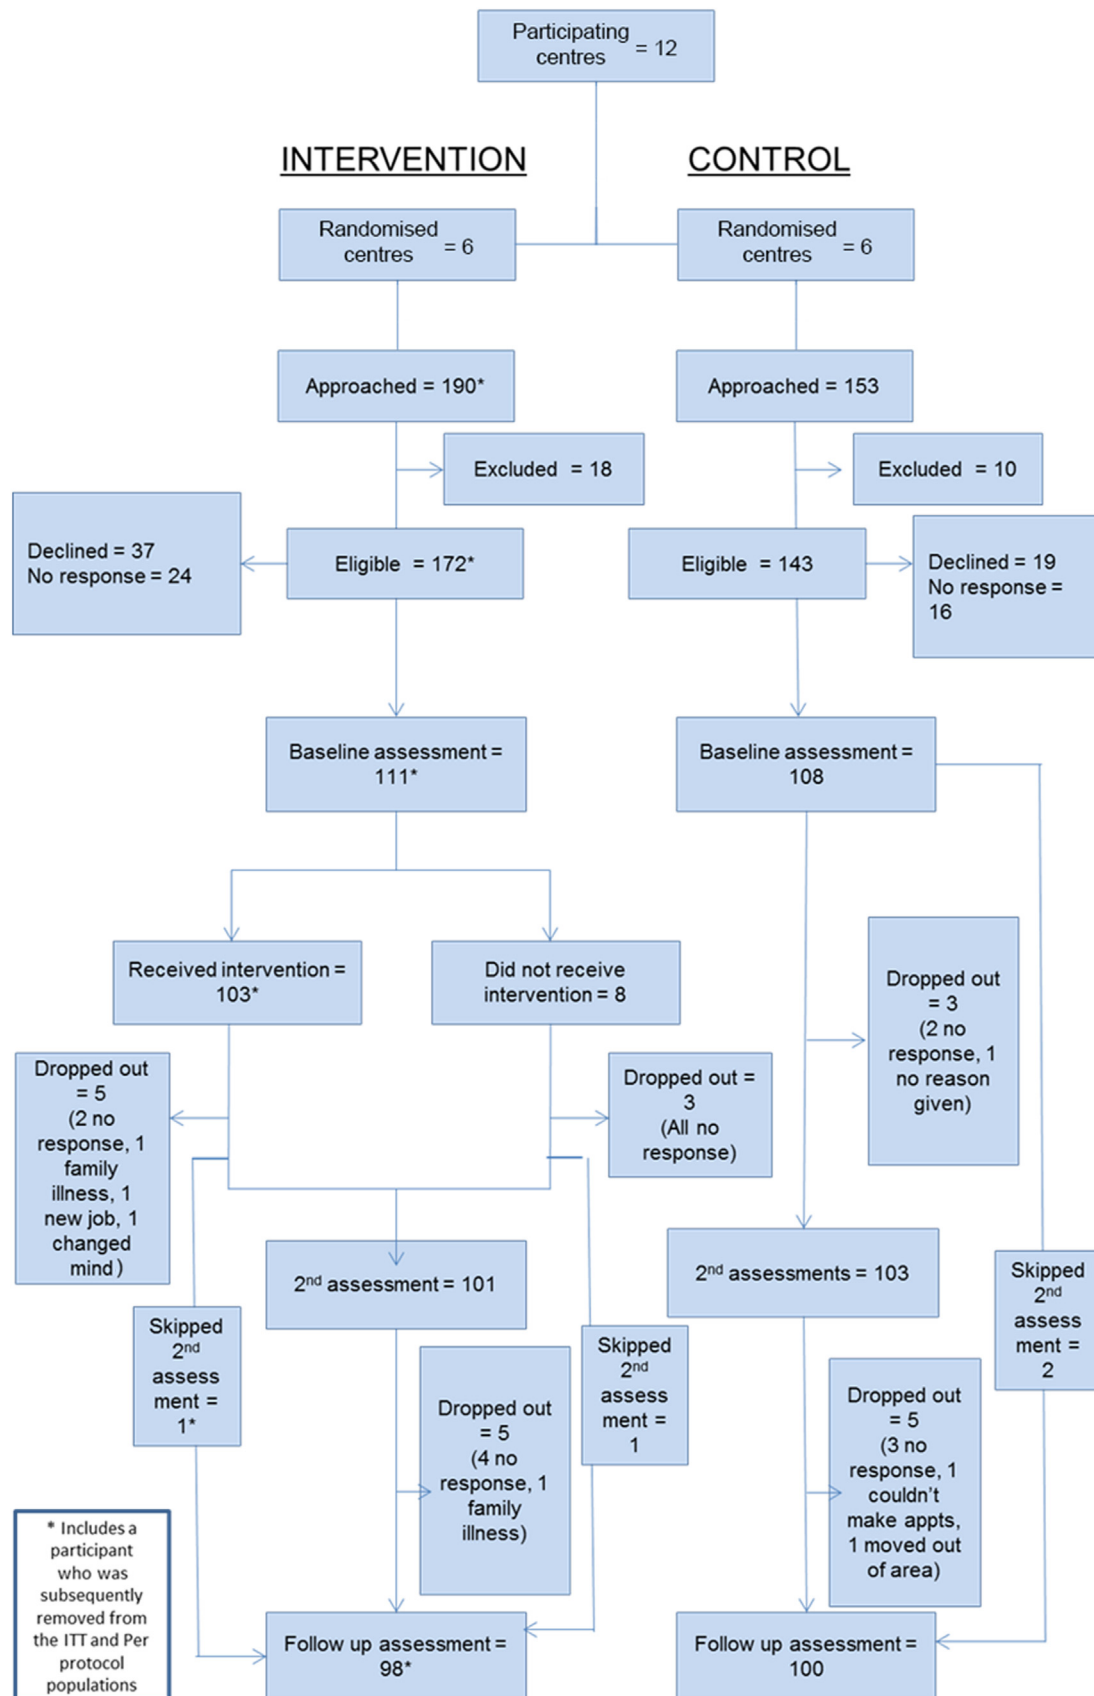 Participating
centres = 12
INTERVENTION
CONTROL
Randomised
centres = 6
Randomised
centres = 6
Approached = 190*
Approached = 153
Excluded = 18
Excluded = 10
Declined = 37
No response = 24
Eligible = 172*
Eligible = 143
Declined = 19
No response =
16
Baseline assessment =
111*
Baseline assessment =
108
Received intervention =
103*
Did not receive
intervention = 8
Dropped out
= 3
(2 no
response, 1
no reason
given)
Dropped out
= 5
(2 no
response, 1
family
illness, 1
new job, 1
changed
mind)
Dropped out =
3
(All no
response)
2nd assessment = 101
2nd assessments = 103
Skipped
2nd
assess
ment =
2
Skipped
2nd
assess
ment =
1*
Dropped out
= 5
(4 no
response, 1
family
illness)
Skipped
2nd
assess
ment =
1
Dropped out
= 5
(3 no
response, 1
couldn't
make appts,
1 moved out
of area)
* Includes a
participant
who was
subsequently
removed from
the ITT and Per
protocol
populations
Follow up assessment =
98*
Follow up assessment =
100